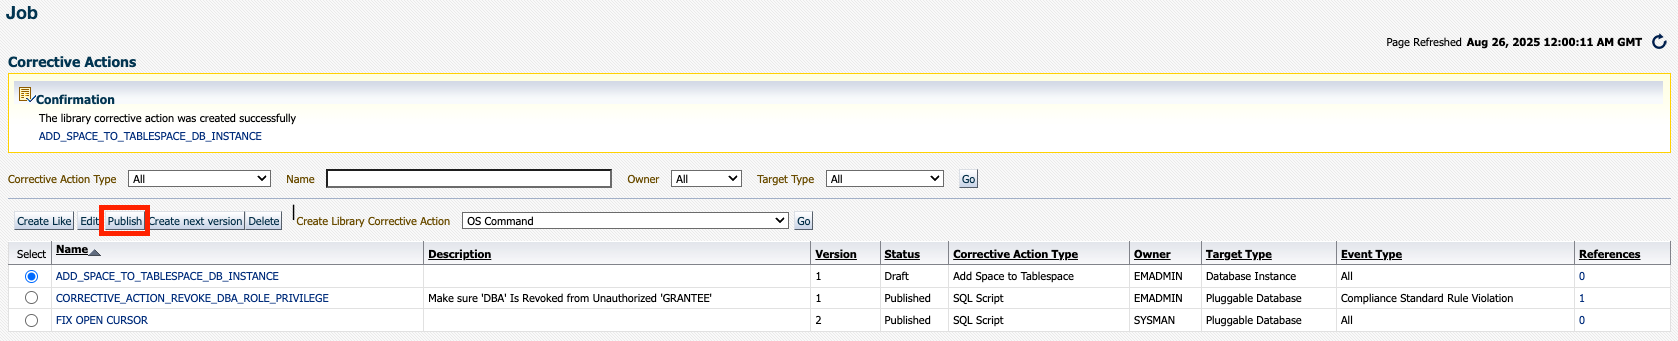 Job
Page Refreshed Aug 26, 2025 12:00:11 AM GMT
Corrective Actions
Confirmation
The library corrective action was created successfully
ADD_SPACE_TO_TABLESPACE_DB_INSTANCE
Corrective Action Type All Name Owner All Target Type All Go
Create Like Edit Publish Create next version Delete Create Library Corrective Action OS Command Go
Select Name Description Version Status Corrective Action Type Owner Target Type Event Type References
ADD_SPACE_TO_TABLESPACE_DB_INSTANCE 1 Draft Add Space to Tablespace EMADMIN Database Instance All 0
CORRECTIVE_ACTION_REVOKE_DBA_ROLE_PRIVILEGE Make sure 'DBA' Is Revoked from Unauthorized 'GRANTEE' 1 Published SQL Script EMADMIN Pluggable Database Compliance Standard Rule Violation 1
FIX OPEN CURSOR 2 Published SQL Script SYSMAN Pluggable Database All 0